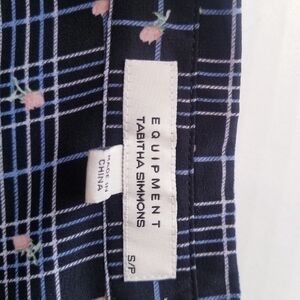 EQUIPMENT
TABITHA SIMMONS
S/P
MADE IN
CHINA